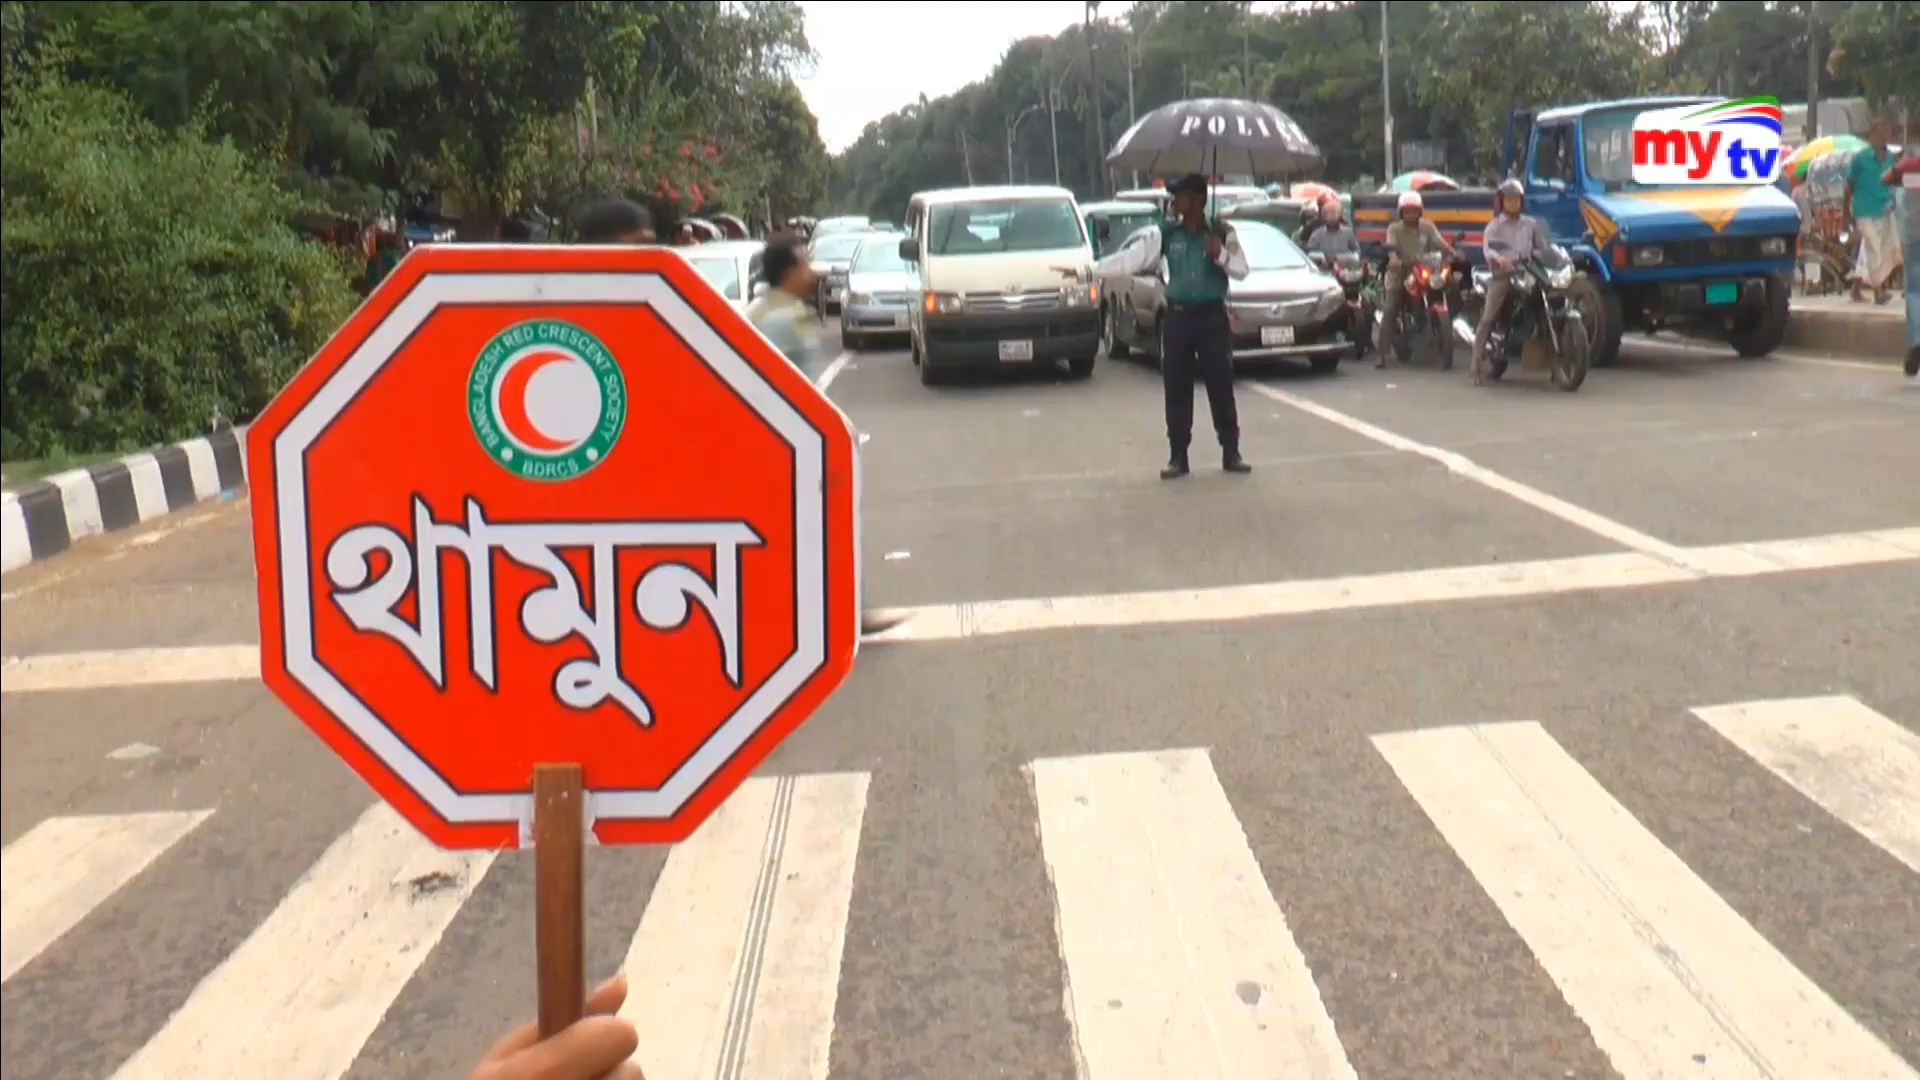 POLICE
my tv
BANGLADESH RED CRESCENT SOCIETY
BDRCS
থামুন